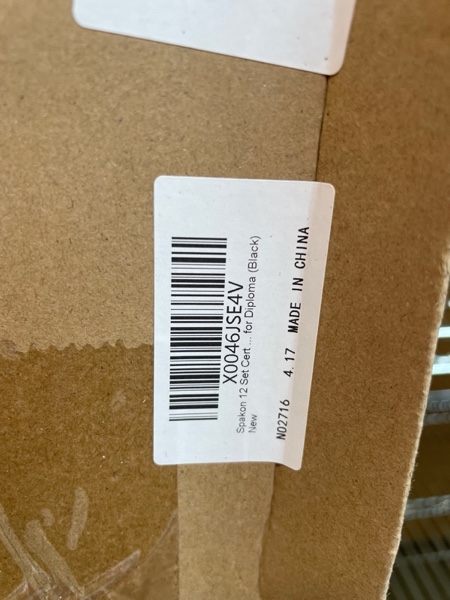 X0046JSE4V
Spakon 12 Set Cert ... for Diploma (Black)
New
N02716 4.17 MADE IN CHINA